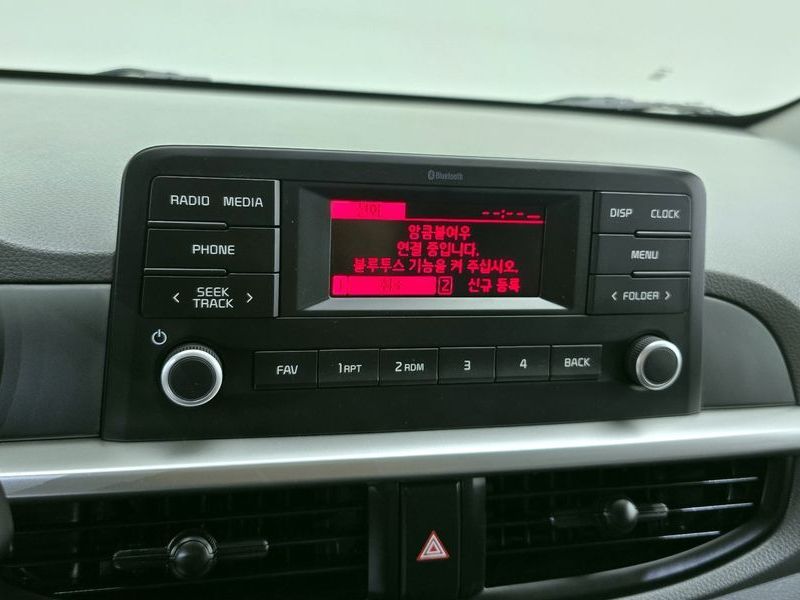 Bluetooth
RADIO MEDIA
PHONE
SEEK
TRACK
--:--
앙큼불여우
연결 중입니다.
블루투스 기능을 켜 주십시오.
2 신규 등록
DISP CLOCK
MENU
FOLDER
FAV 1 RPT 2 RDM 3 4 BACK